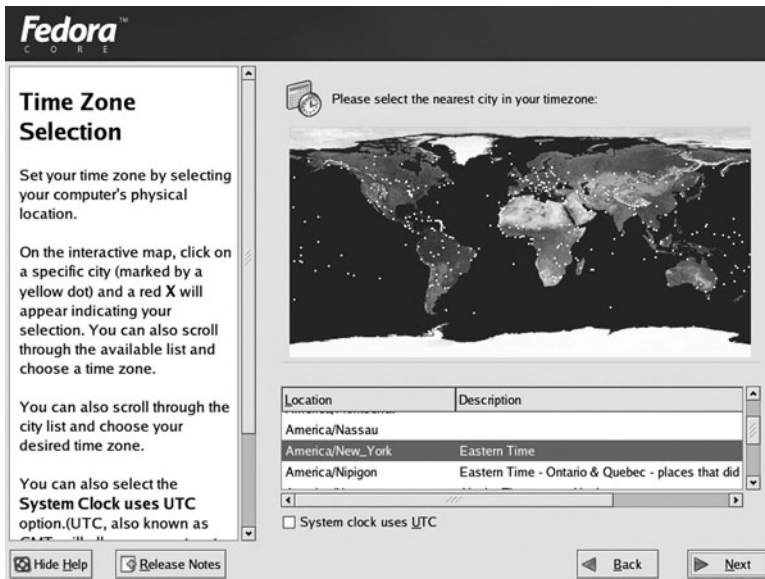 Fedora™
CORE
Time Zone
Selection
Set your time zone by selecting
your computer's physical
location.
On the interactive map, click on
a specific city (marked by a
yellow dot) and a red X will
appear indicating your
selection. You can also scroll
through the available list and
choose a time zone.
You can also scroll through the
city list and choose your
desired time zone.
You can also select the
System Clock uses UTC
option.(UTC, also known as
Please select the nearest city in your timezone:
Location Description
America/Nassau
America/New_York Eastern Time
America/Nipigon Eastern Time - Ontario & Quebec - places that did
System clock uses UTC
Hide Help
Release Notes
Back
Next